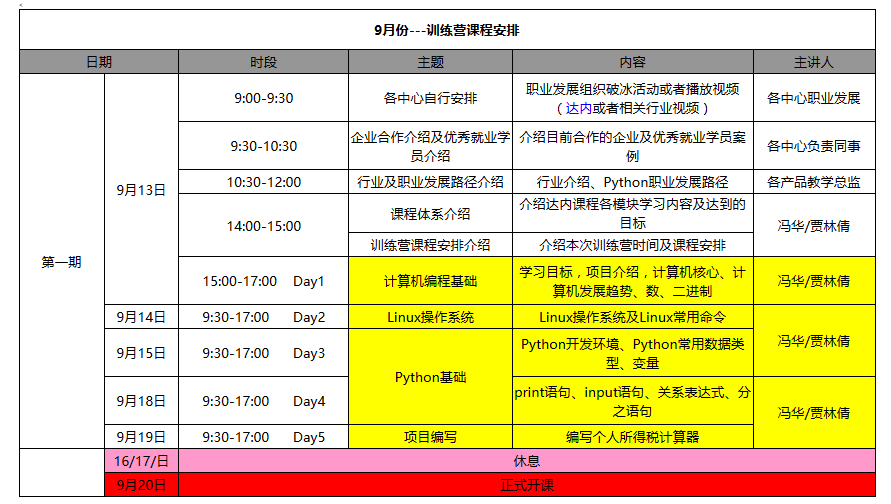 9月份---训练营课程安排
日期 时段 主题 内容 主讲人
第一期
9月13日
9:00-9:30 各中心自行安排 职业发展组织破冰活动或者播放视频
（达内或者相关行业视频） 各中心职业发展
9:30-10:30 企业合作介绍及优秀就业学
员介绍 介绍目前合作的企业及优秀就业学员案
例 各中心负责同事
10:30-12:00 行业及职业发展路径介绍 行业介绍、Python职业发展路径 各产品教学总监
14:00-15:00 课程体系介绍 介绍达内课程各模块学习内容及达到的
目标 冯华/贾林倩
训练营课程安排介绍 介绍本次训练营时间及课程安排
15:00-17:00 Day1 计算机编程基础 学习目标，项目介绍，计算机核心、计
算机发展趋势、数、二进制 冯华/贾林倩
9月14日 9:30-17:00 Day2 Linux操作系统 Linux操作系统及Linux常用命令 冯华/贾林倩
9月15日 9:30-17:00 Day3 Python基础 Python开发环境、Python常用数据类
型、变量
9月18日 9:30-17:00 Day4 print语句、input语句、关系表达式、分
之语句 冯华/贾林倩
9月19日 9:30-17:00 Day5 项目编写 编写个人所得税计算器
16/17/日 休息
9月20日 正式开课